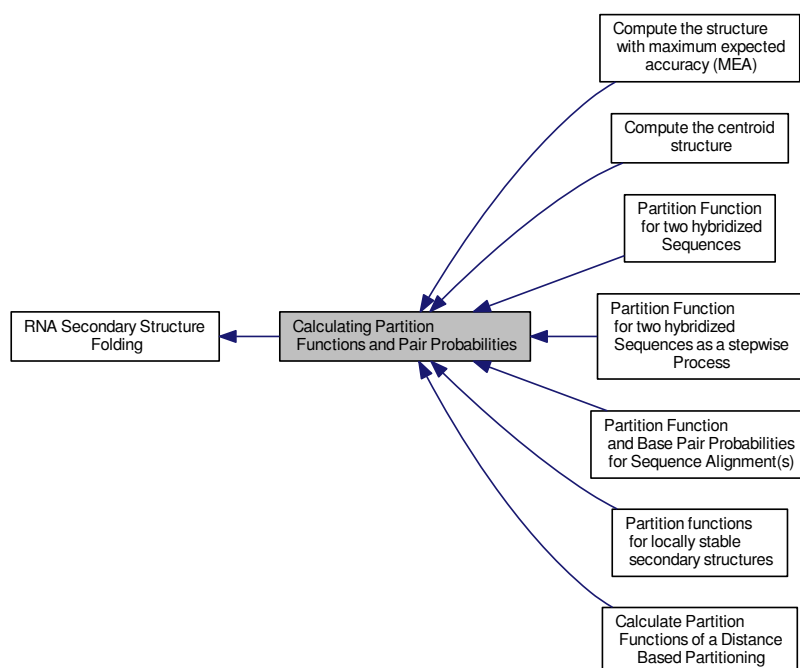 Compute the structure
with maximum expected
accuracy (MEA)
Compute the centroid
structure
Partition Function
for two hybridized
Sequences
RNA Secondary Structure
Folding
Calculating Partition
Functions and Pair Probabilities
Partition Function
for two hybridized
Sequences as a stepwise
Process
Partition Function
and Base Pair Probabilities
for Sequence Alignment(s)
Partition functions
for locally stable
secondary structures
Calculate Partition
Functions of a Distance
Based Partitioning